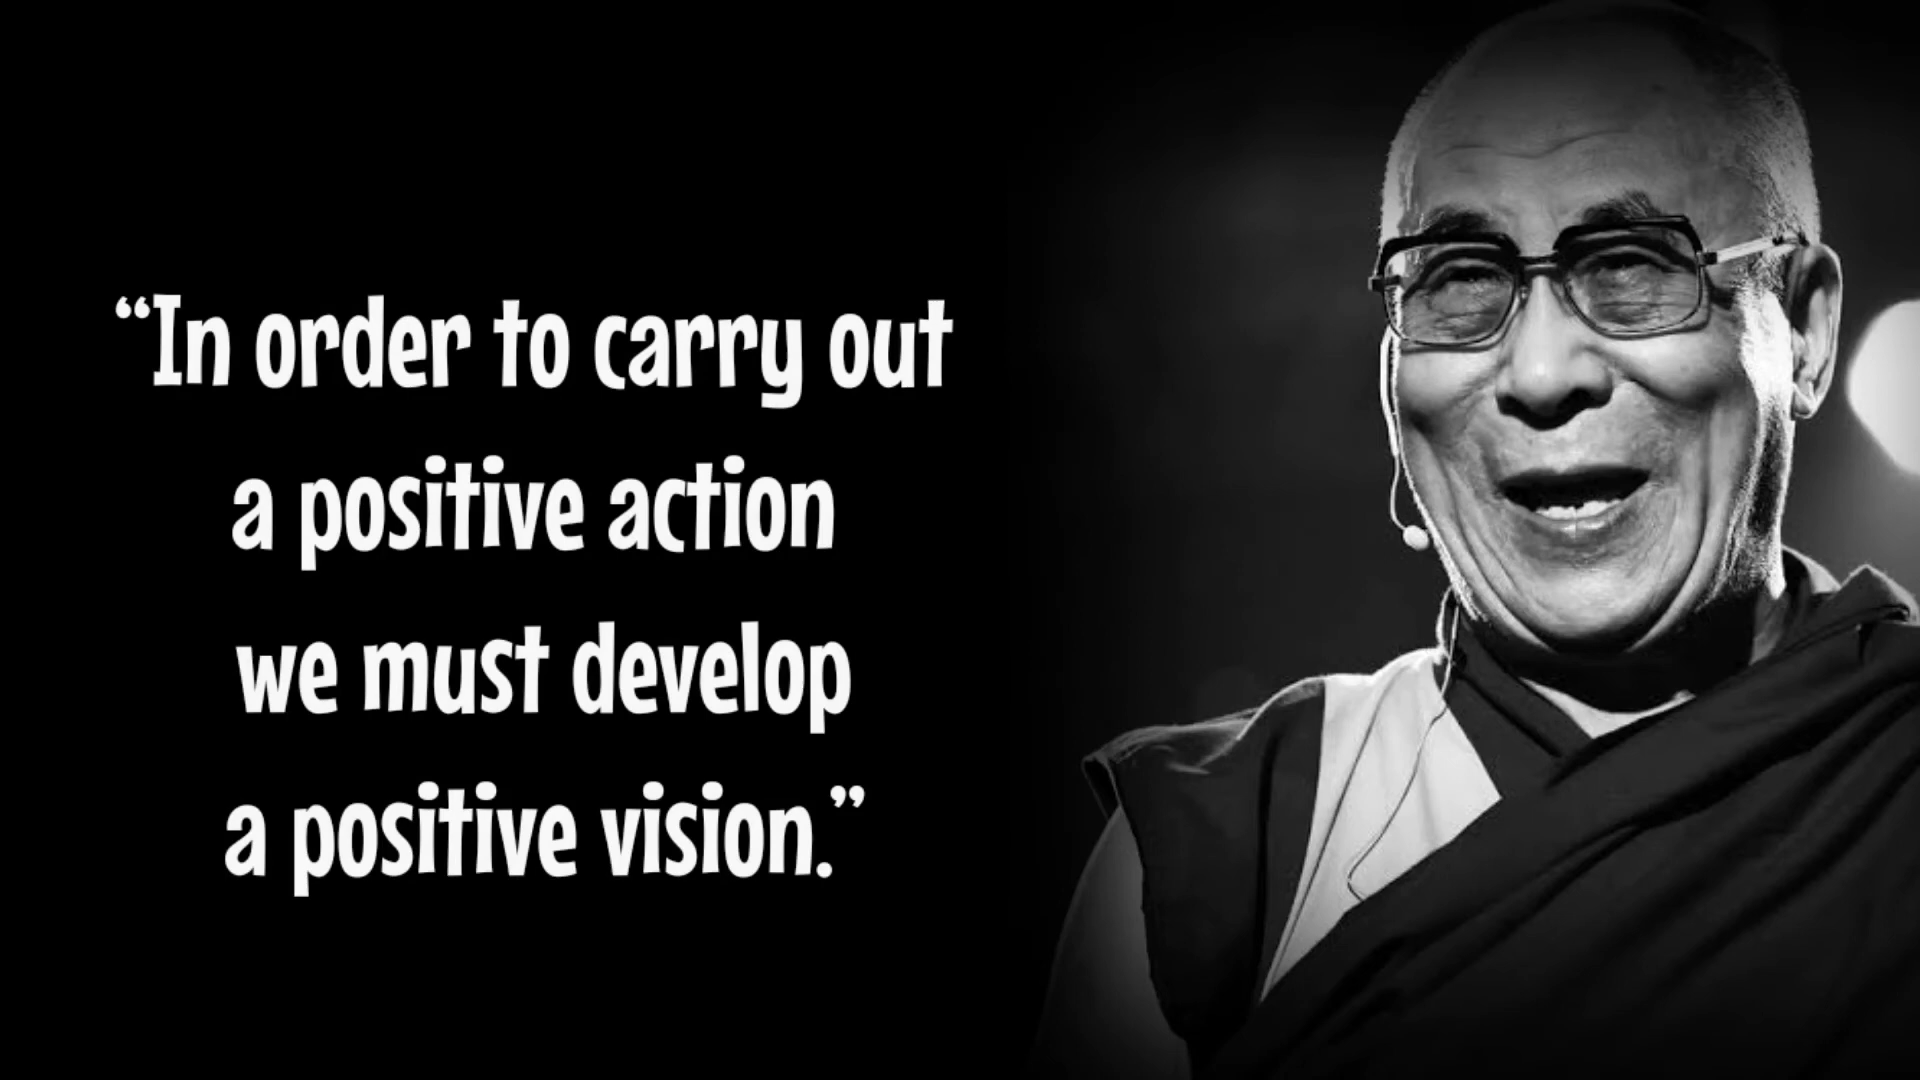 “In order to carry out
a positive action
we must develop
a positive vision.”